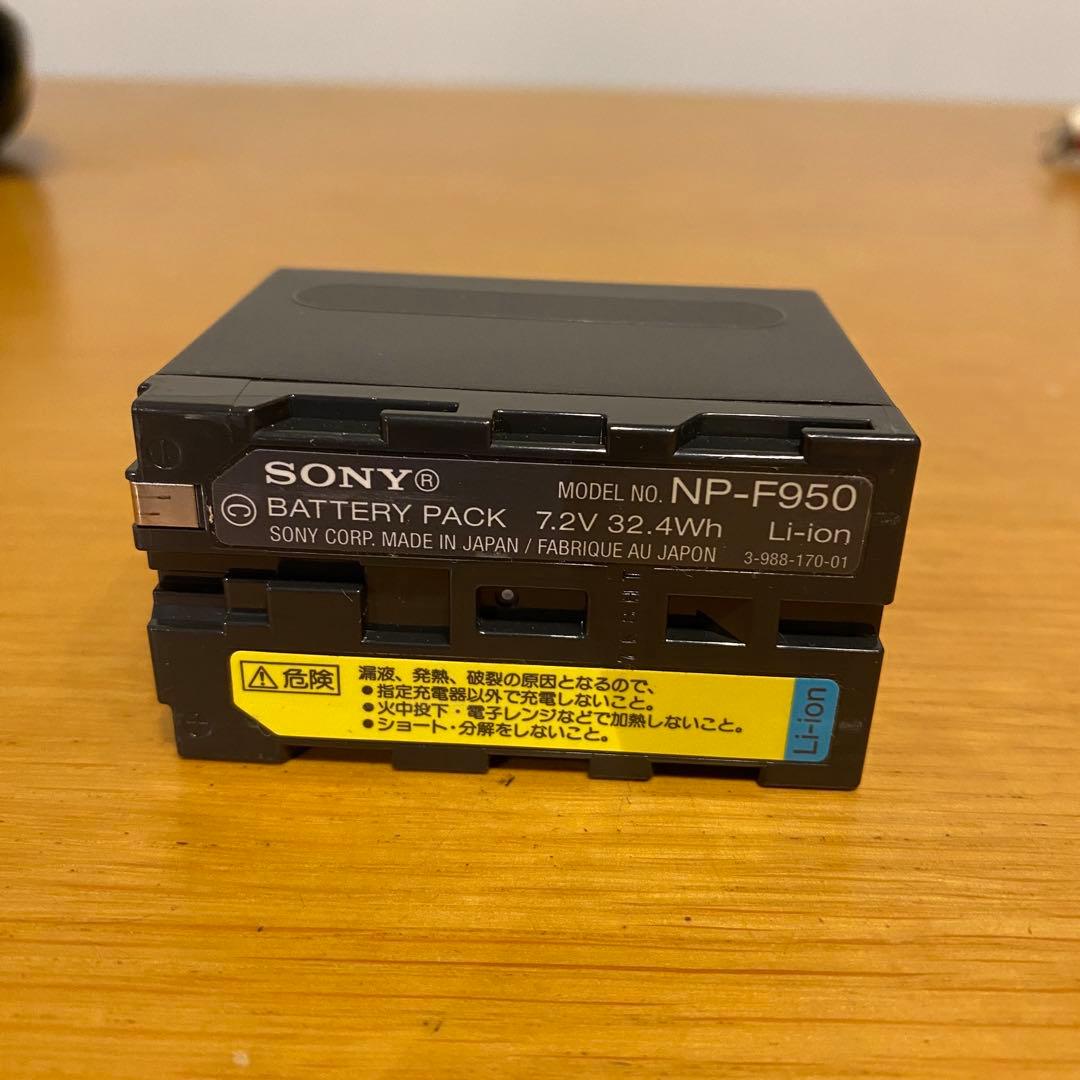 SONY®
MODEL NO. NP-F950
BATTERY PACK 7.2V 32.4Wh Li-ion
SONY CORP. MADE IN JAPAN / FABRIQUE AU JAPON 3-988-170-01
危険
漏液、発熱、破裂の原因となるので、
●指定充電器以外で充電しないこと。
●火中投下・電子レンジなどで加熱しないこと。
●ショート・分解をしないこと。
Li-ion